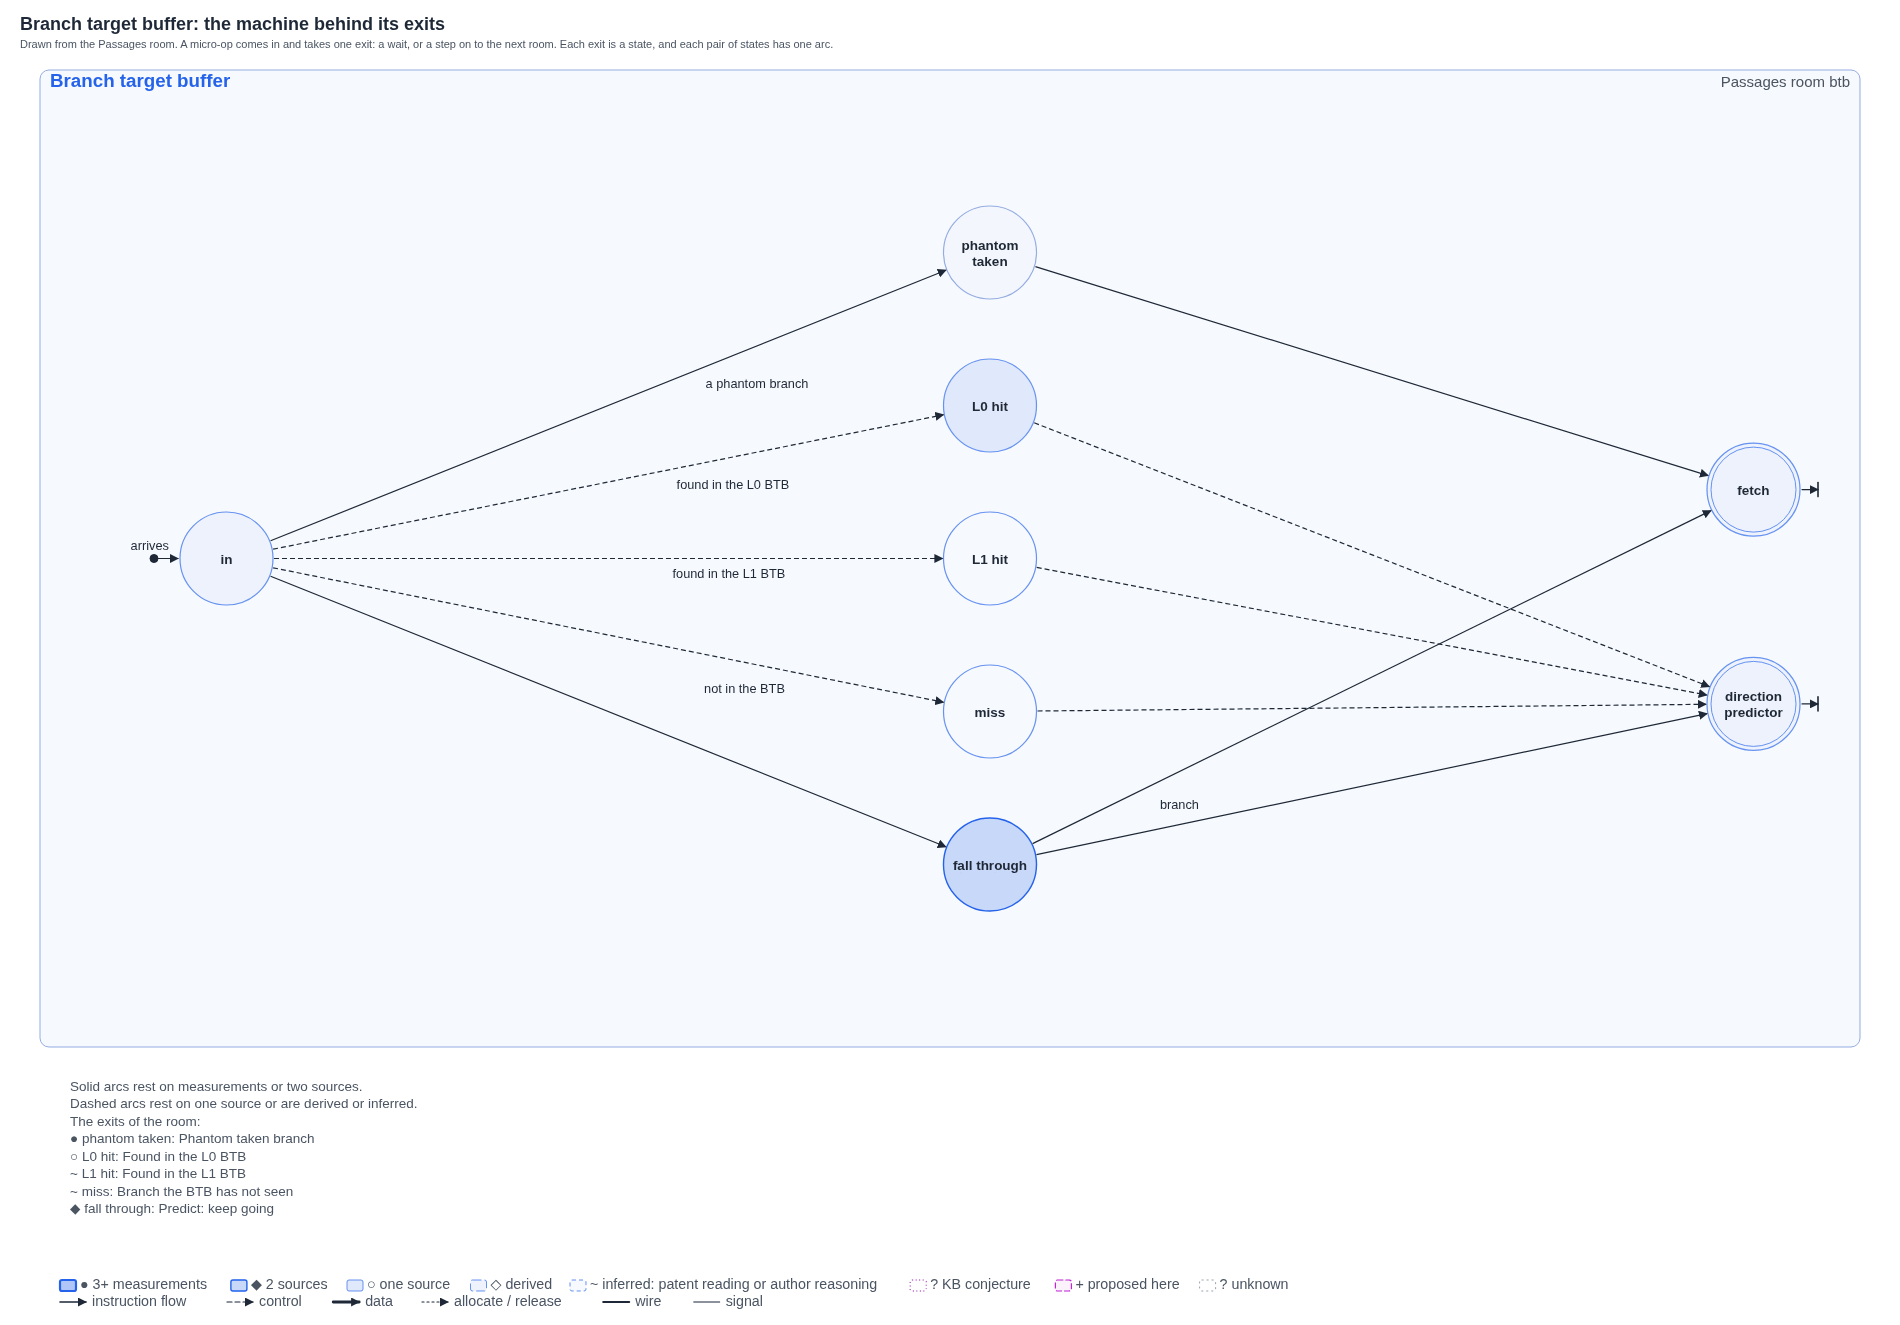 Branch target buffer: the machine behind its exits
Drawn from the Passages room. A micro-op comes in and takes one exit: a wait, or a step on to the next room. Each exit is a state, and each pair of states has one arc.
Branch target buffer
Passages room btb
phantom
taken
a phantom branch
L0 hit
found in the L0 BTB
fetch
arrives
in
L1 hit
found in the L1 BTB
not in the BTB
miss
direction
predictor
branch
fall through
Solid arcs rest on measurements or two sources.
Dashed arcs rest on one source or are derived or inferred.
The exits of the room:
● phantom taken: Phantom taken branch
○ L0 hit: Found in the L0 BTB
~ L1 hit: Found in the L1 BTB
~ miss: Branch the BTB has not seen
◆ fall through: Predict: keep going
● 3+ measurements ◆ 2 sources ○ one source ◇ derived ~ inferred: patent reading or author reasoning ? KB conjecture + proposed here ? unknown
instruction flow control data allocate / release wire signal